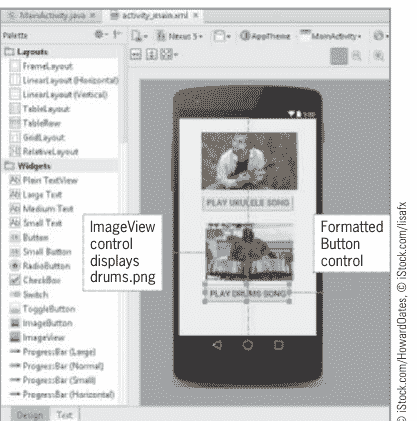 MainActivity.java ×
activity_main.xml ×
Palette
Nexus 5
AppTheme
MainActivity
Layouts
FrameLayout
LinearLayout (Horizontal)
LinearLayout (Vertical)
TableLayout
TableRow
GridLayout
RelativeLayout
Widgets
Plain TextView
Large Text
Medium Text
Small Text
Button
Small Button
RadioButton
CheckBox
Switch
ToggleButton
ImageButton
ImageView
ProgressBar (Large)
ProgressBar (Normal)
ProgressBar (Small)
ProgressBar (Horizontal)
Design
Text
PLAY UKULELE SONG
PLAY DRUMS SONG
ImageView
control
displays
drums.png
Formatted
Button
control
© iStock.com/HowardOates, © iStock.com/lisafx